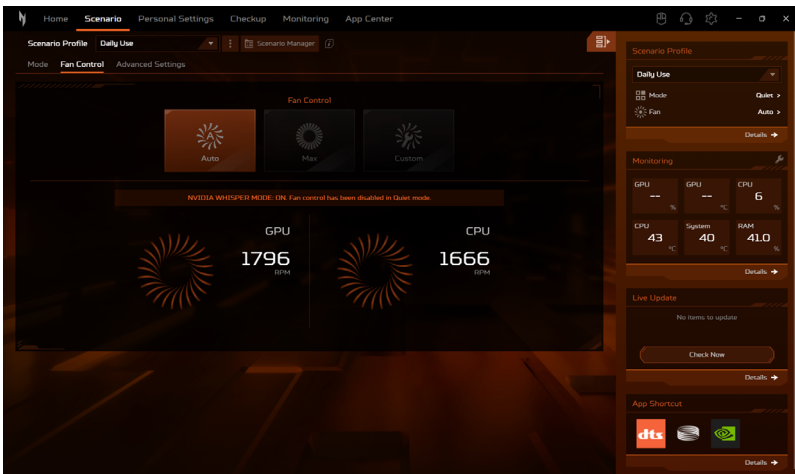 Home Scenario Personal Settings Checkup Monitoring App Center
Scenario Profile Daily Use Scenario Manager
Mode Fan Control Advanced Settings
Fan Control
Auto Max Custom
NVIDIA WHISPER MODE: ON. Fan control has been disabled in Quiet mode.
GPU
1796
RPM
CPU
1666
RPM
Scenario Profile
Daily Use
Mode Quiet >
Fan Auto >
Details
Monitoring
GPU GPU CPU
-- -- 6
% °C %
CPU System RAM
43 40 41.0
°C °C %
Details
Live Update
No items to update
Check Now
Details
App Shortcut
dts
Details